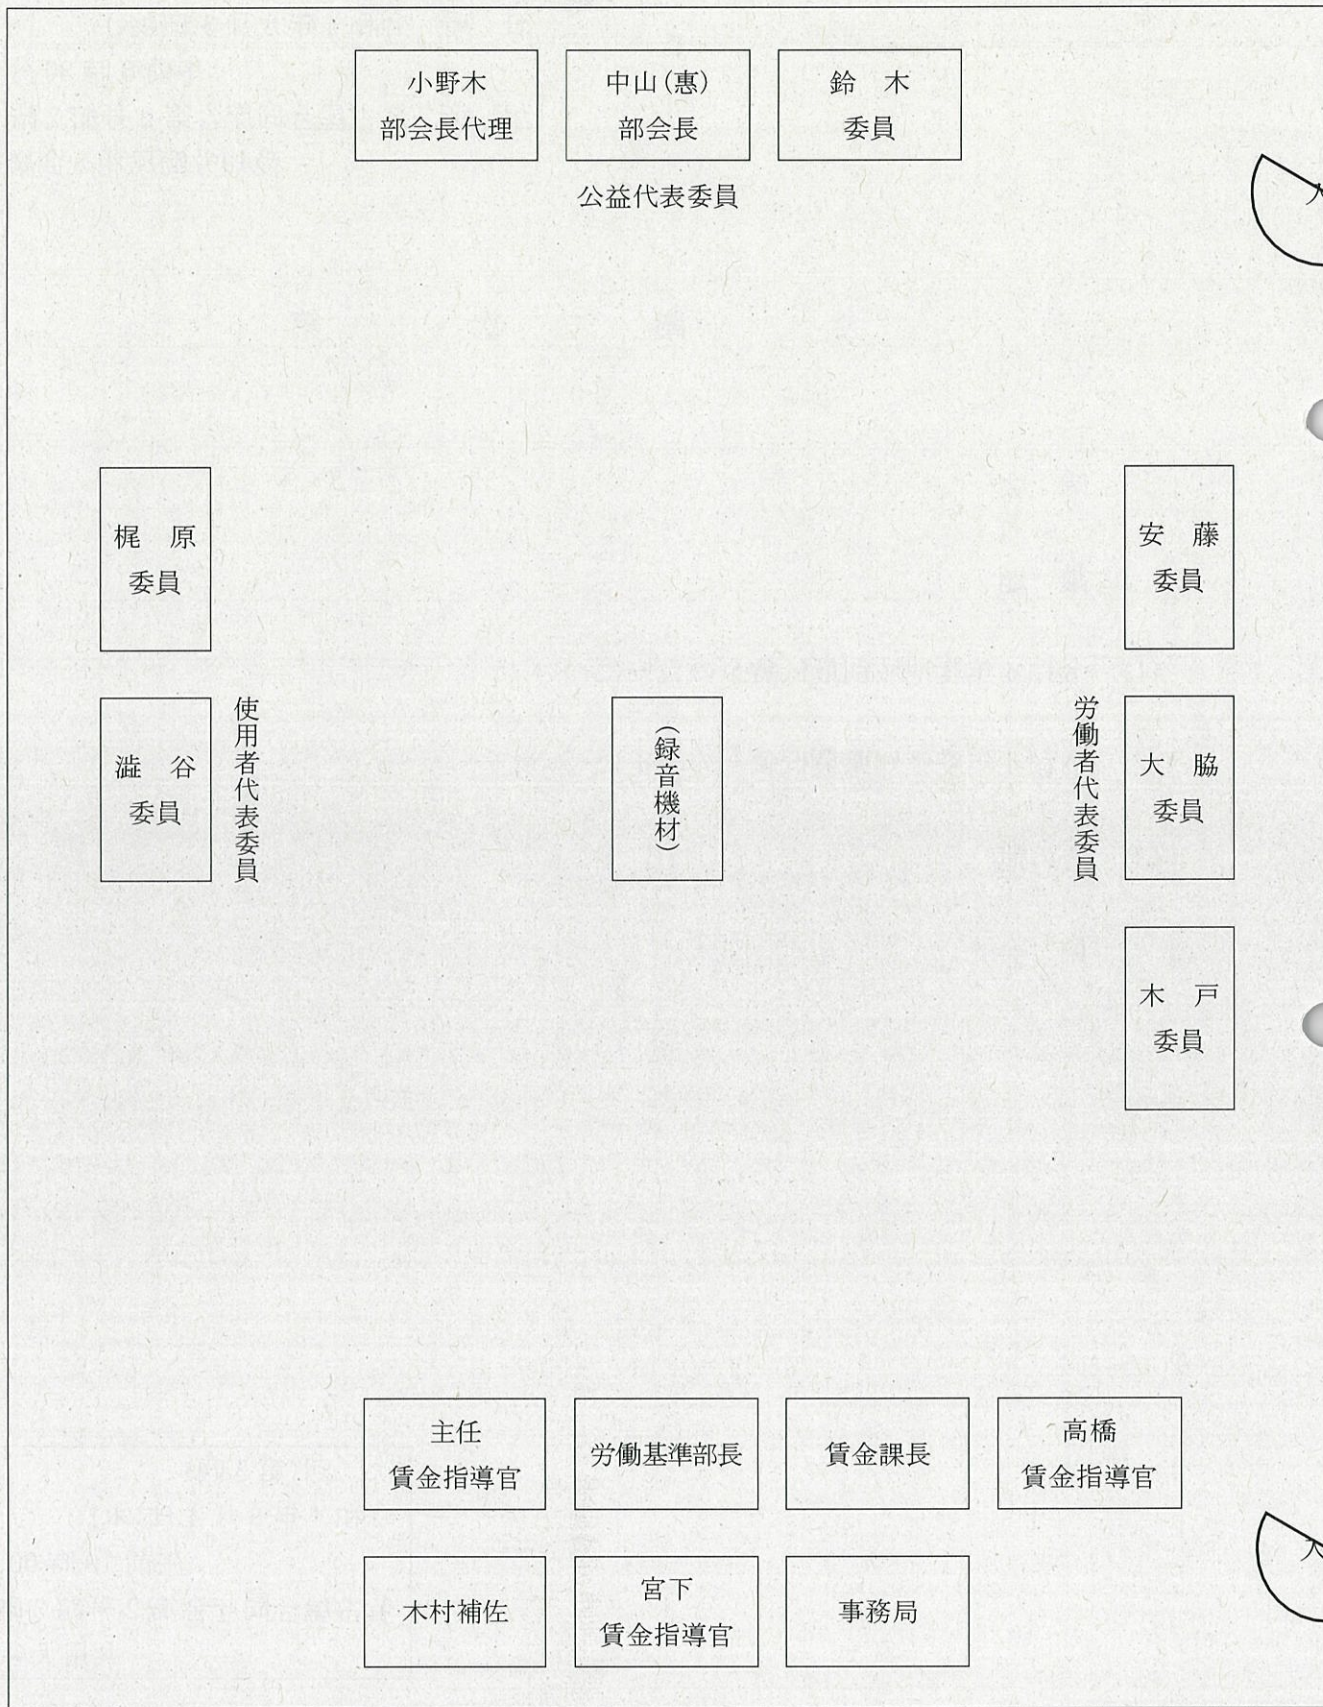 小野木
部会長代理
中山(惠)
部会長
鈴　木
委員
公益代表委員
梶　原
委員
澁　谷
委員
使用者代表委員
(録音機材)
労働者代表委員
安　藤
委員
大　脇
委員
木　戸
委員
主任
賃金指導官
労働基準部長
賃金課長
高橋
賃金指導官
木村補佐
宮下
賃金指導官
事務局